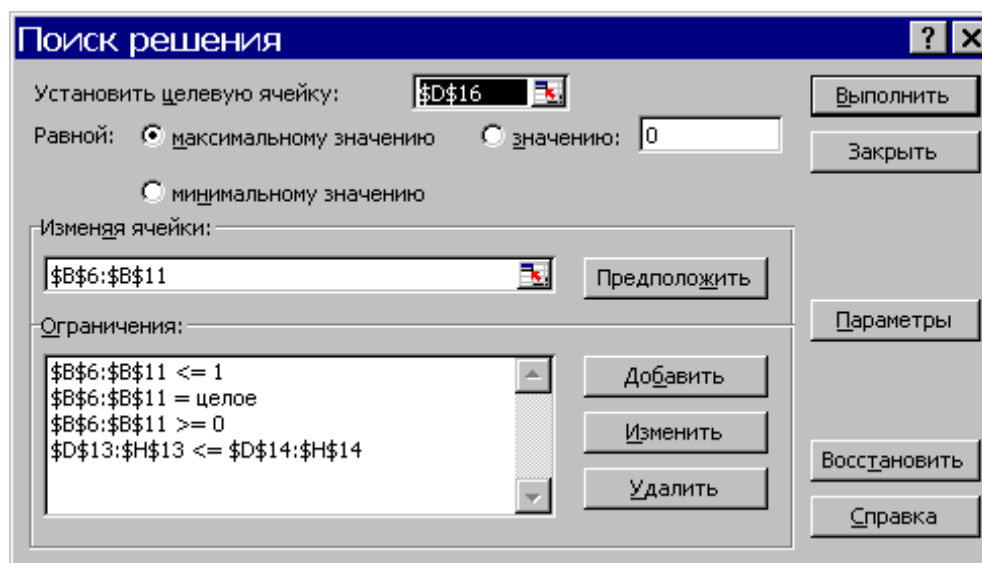 Поиск решения
Установить целевую ячейку: $D$16
Выполнить
Равной: максимальному значению значению: 0
Закрыть
минимальному значению
Изменяя ячейки:
$B$6:$B$11
Предположить
Ограничения:
Параметры
$B$6:$B$11 <= 1
$B$6:$B$11 = целое
$B$6:$B$11 >= 0
$D$13:$H$13 <= $D$14:$H$14
Добавить
Изменить
Удалить
Восстановить
Справка